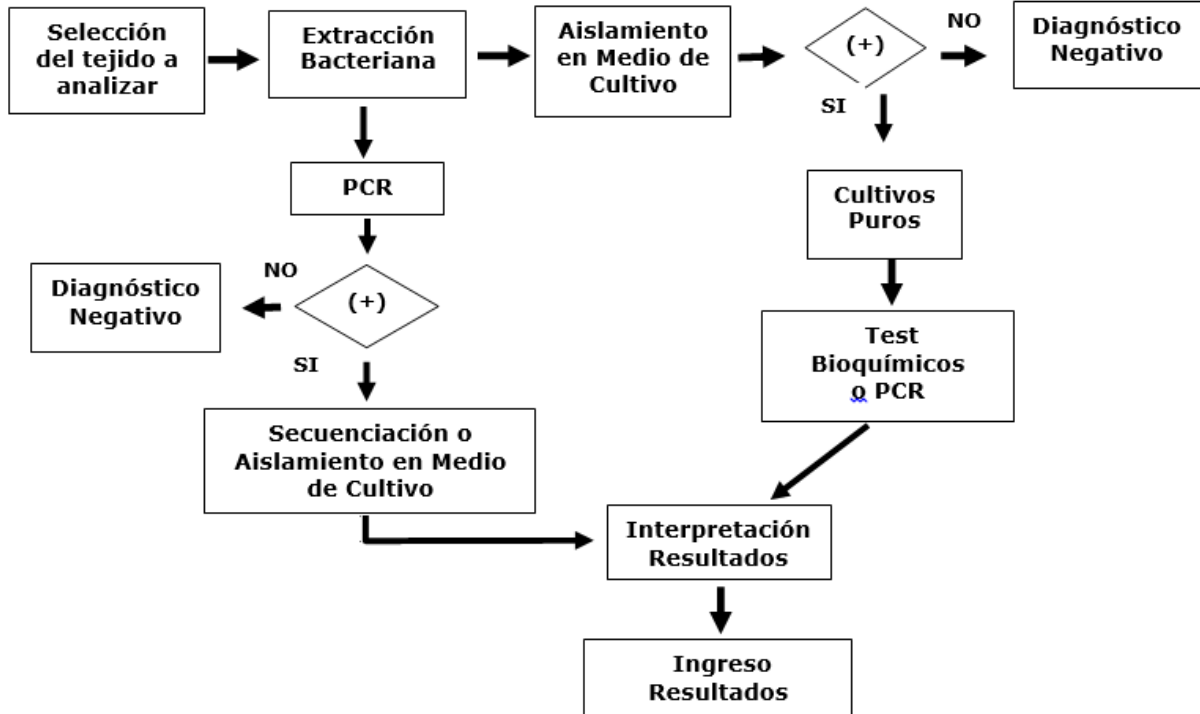 Selección
del tejido a
analizar
Extracción
Bacteriana
Aislamiento
en Medio de
Cultivo
(+)
NO
Diagnóstico
Negativo
SI
PCR
Cultivos
Puros
NO
Diagnóstico
Negativo
(+)
SI
Test
Bioquímicos
o PCR
Secuenciación o
Aislamiento en Medio
de Cultivo
Interpretación
Resultados
Ingreso
Resultados